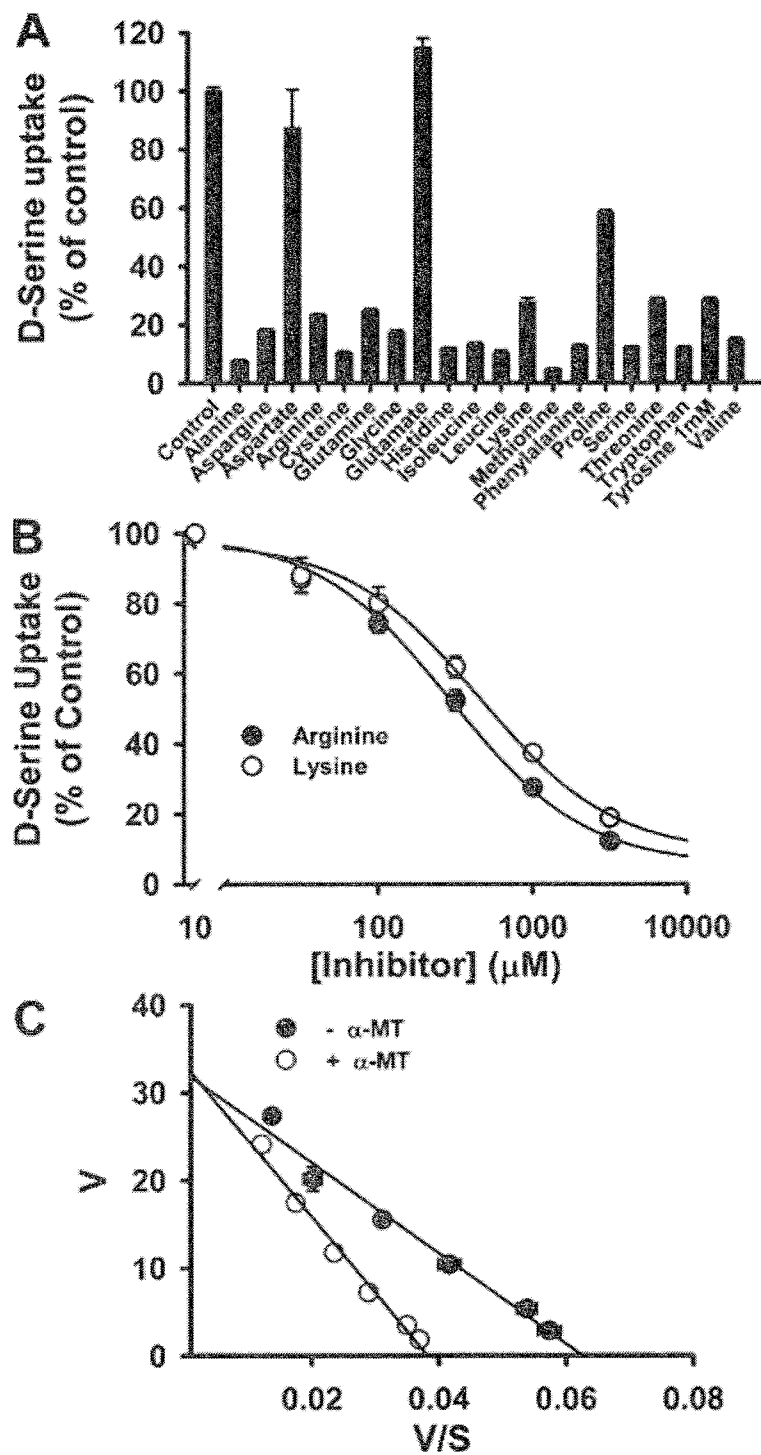 A
D-Serine uptake
(% of control)
120
100
80
60
40
20
0
Control
Alanine
Aspargine
Aspartate
Arginine
Cysteine
Glutamine
Glycine
Glutamate
Histidine
Isoleucine
Leucine
Lysine
Methionine
Phenylalanine
Proline
Serine
Threonine
Tryptophan
Tyrosine 1mM
Valine
B
D-Serine Uptake
(% of Control)
100
80
60
40
20
0
Arginine
Lysine
10
100
1000
10000
[Inhibitor] (μM)
C
V
40
30
20
10
0
- α-MT
+ α-MT
0.02
0.04
0.06
0.08
V/S